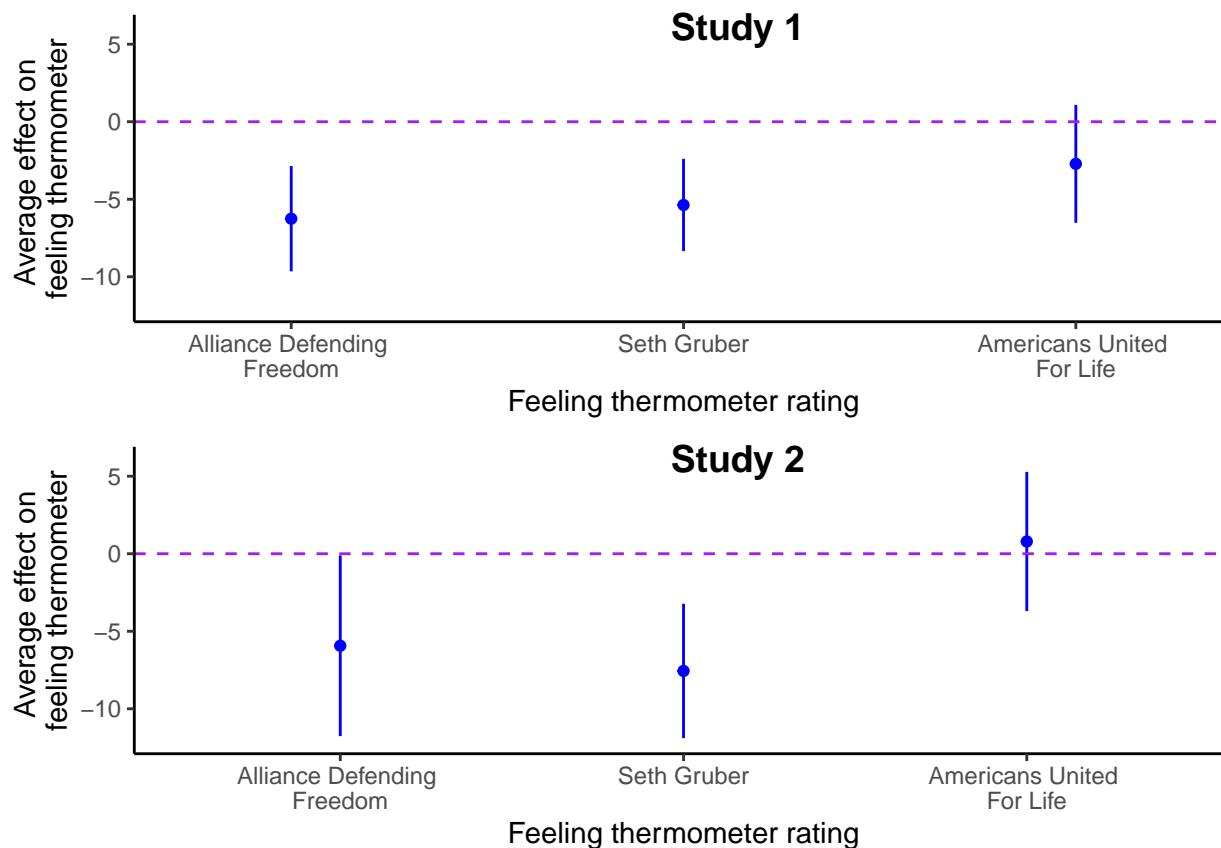 Study 1
Average effect on
feeling thermometer
5
0
−5
−10
Alliance Defending
Freedom
Seth Gruber
Americans United
For Life
Feeling thermometer rating
Study 2
Average effect on
feeling thermometer
5
0
−5
−10
Alliance Defending
Freedom
Seth Gruber
Americans United
For Life
Feeling thermometer rating